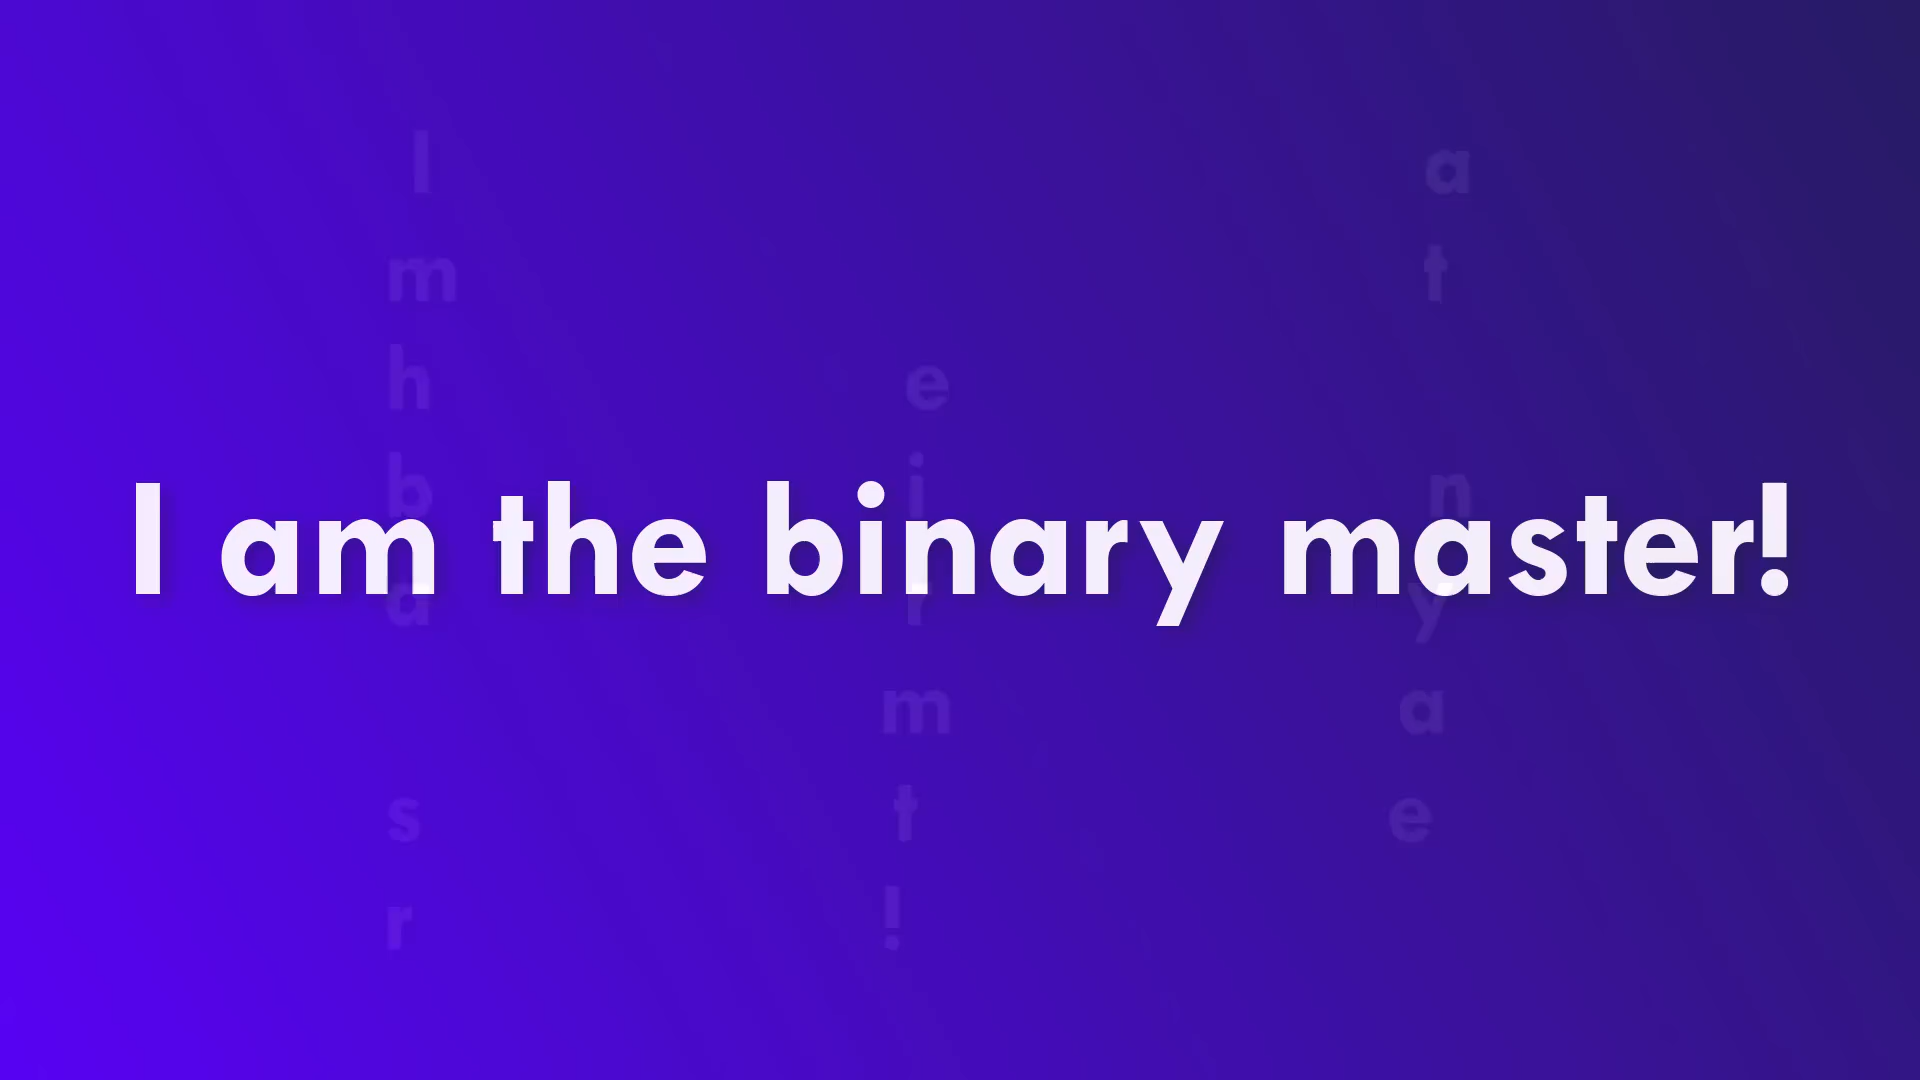 I a
m t
h e
b i n
a r y
m a
s t e
r !
I am the binary master!